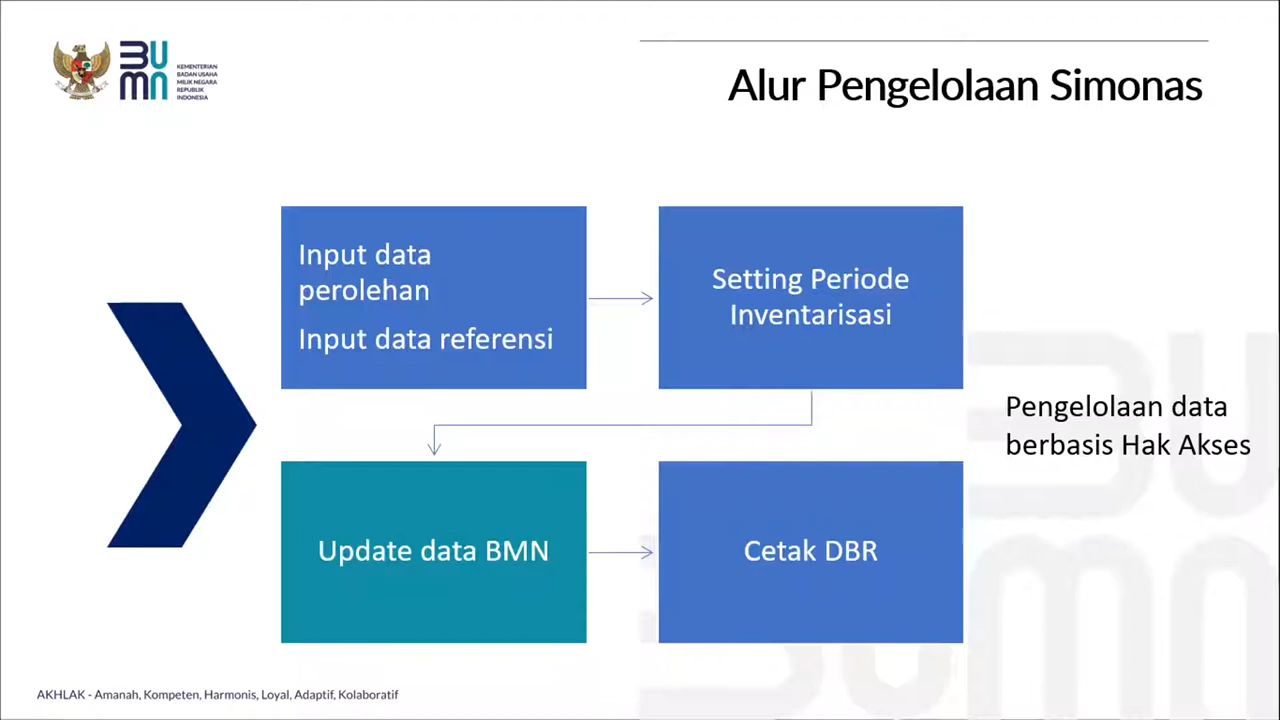 BUMN
KEMENTERIAN
BADAN USAHA
MILIK NEGARA
REPUBLIK
INDONESIA
Alur Pengelolaan Simonas
Input data
perolehan
Input data referensi
Setting Periode
Inventarisasi
Pengelolaan data
berbasis Hak Akses
Update data BMN
Cetak DBR
AKHLAK - Amanah, Kompeten, Harmonis, Loyal, Adaptif, Kolaboratif